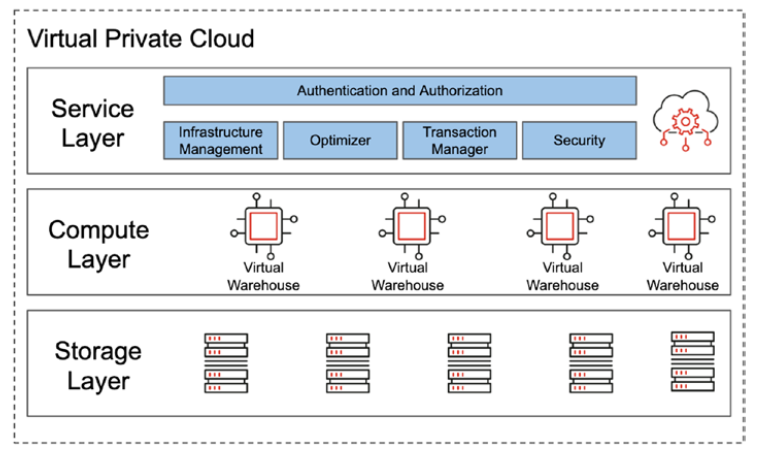 Virtual Private Cloud
Service
Layer
Authentication and Authorization
Infrastructure
Management
Optimizer
Transaction
Manager
Security
Compute
Layer
Virtual
Warehouse
Virtual
Warehouse
Virtual
Warehouse
Virtual
Warehouse
Storage
Layer